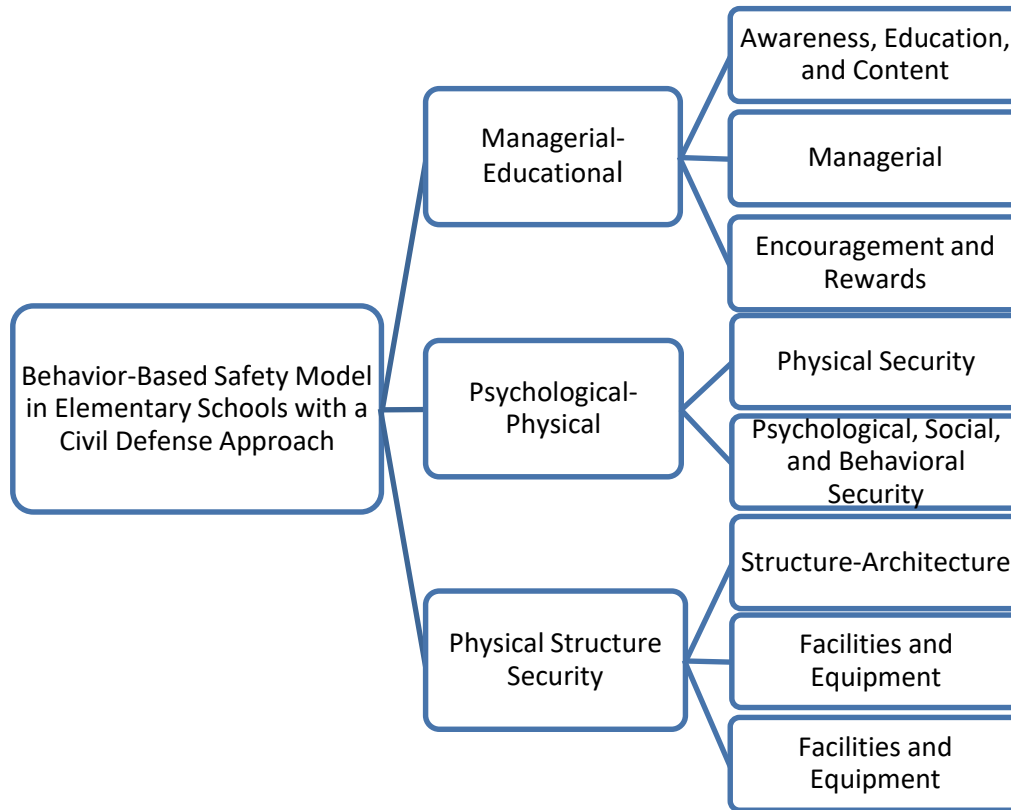 Behavior-Based Safety Model
in Elementary Schools with a
Civil Defense Approach
Managerial-
Educational
Awareness, Education,
and Content
Managerial
Encouragement and
Rewards
Psychological-
Physical
Physical Security
Psychological, Social,
and Behavioral
Security
Physical Structure
Security
Structure-Architecture
Facilities and
Equipment
Facilities and
Equipment